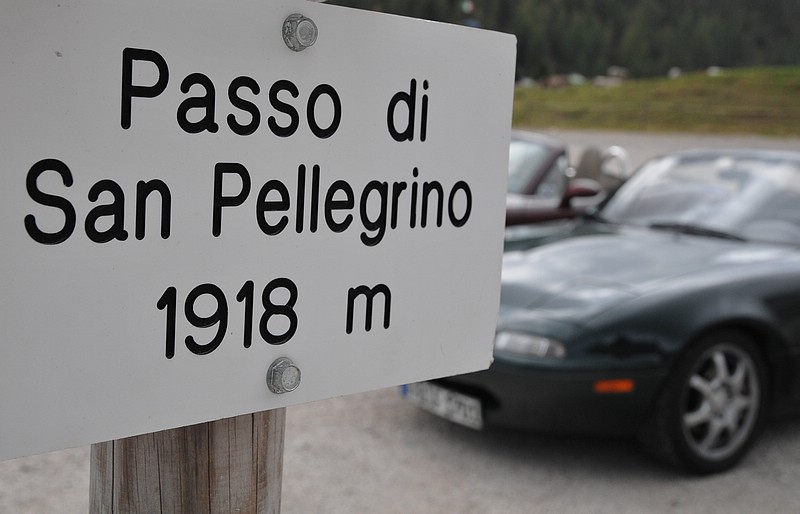 Passo di
San Pellegrino
1918 m